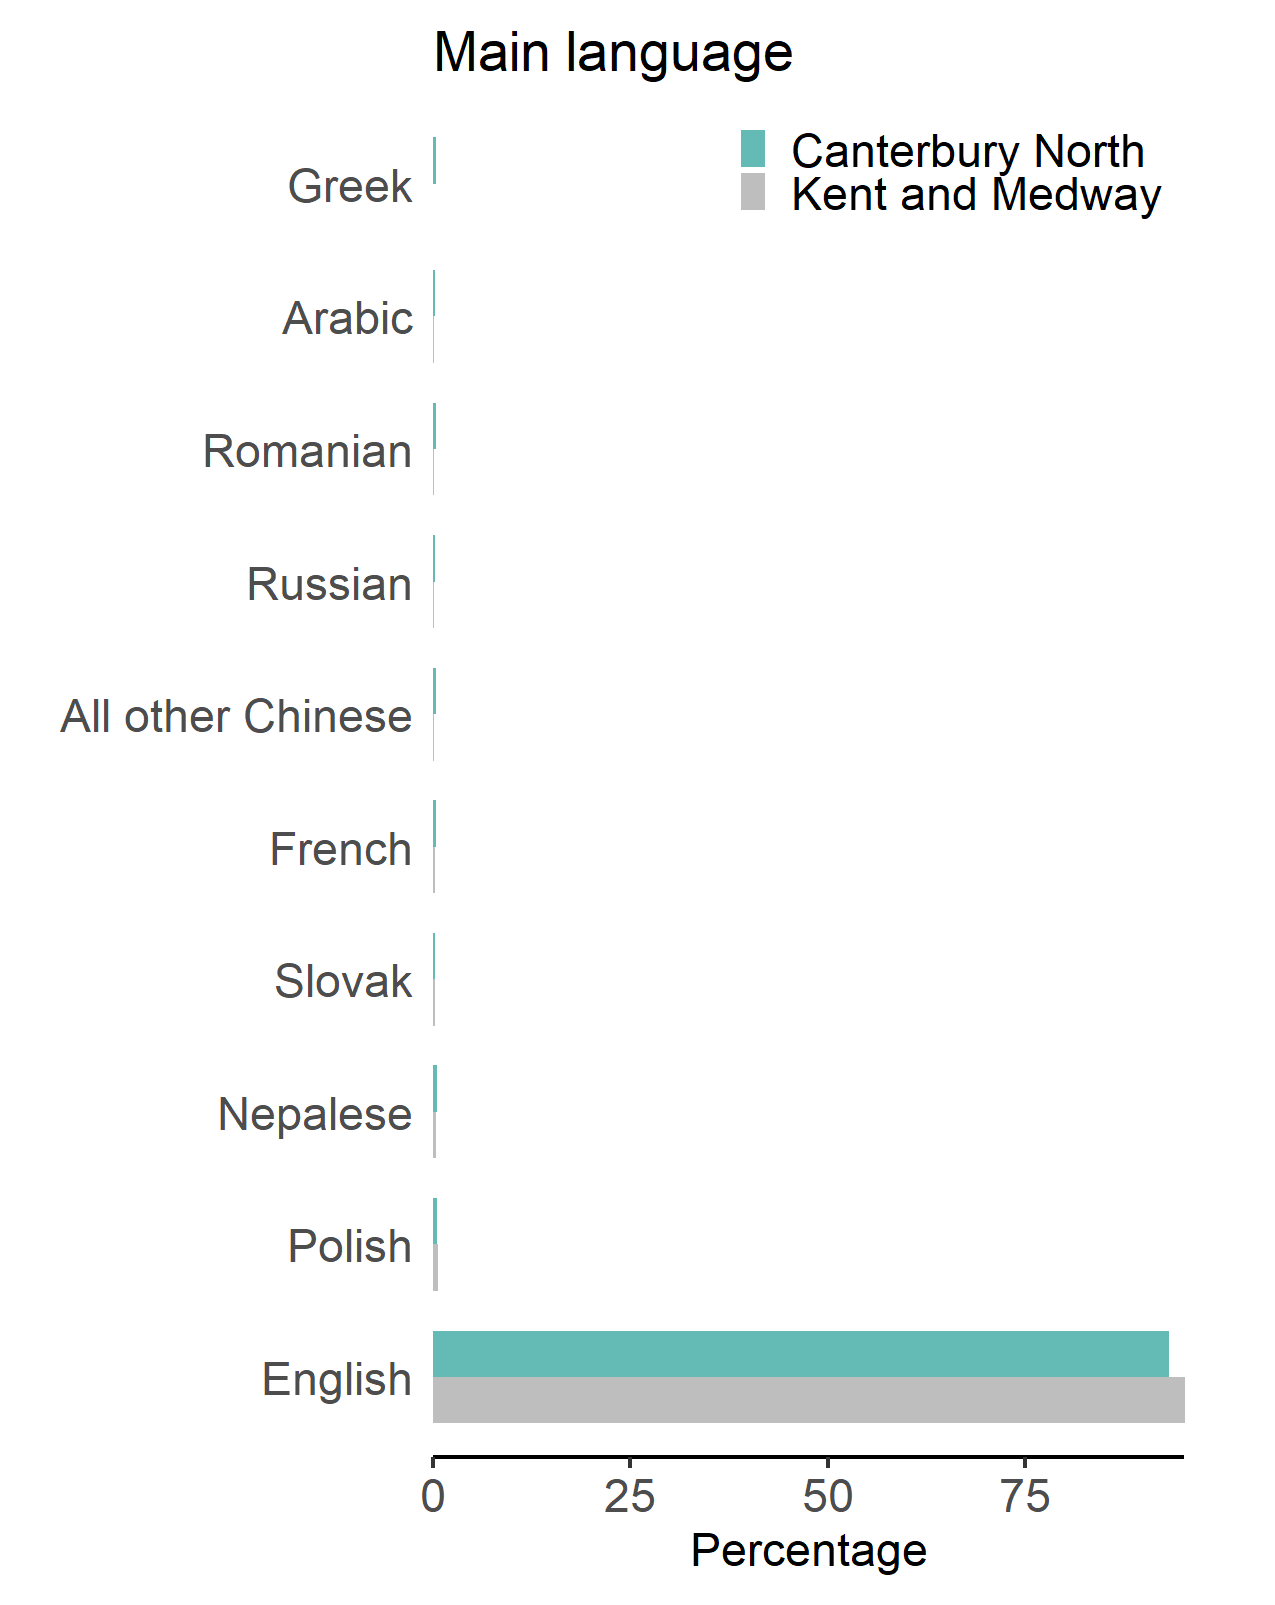 Main language
Canterbury North
Kent and Medway
Greek
Arabic
Romanian
Russian
All other Chinese
French
Slovak
Nepalese
Polish
English
0 25 50 75
Percentage